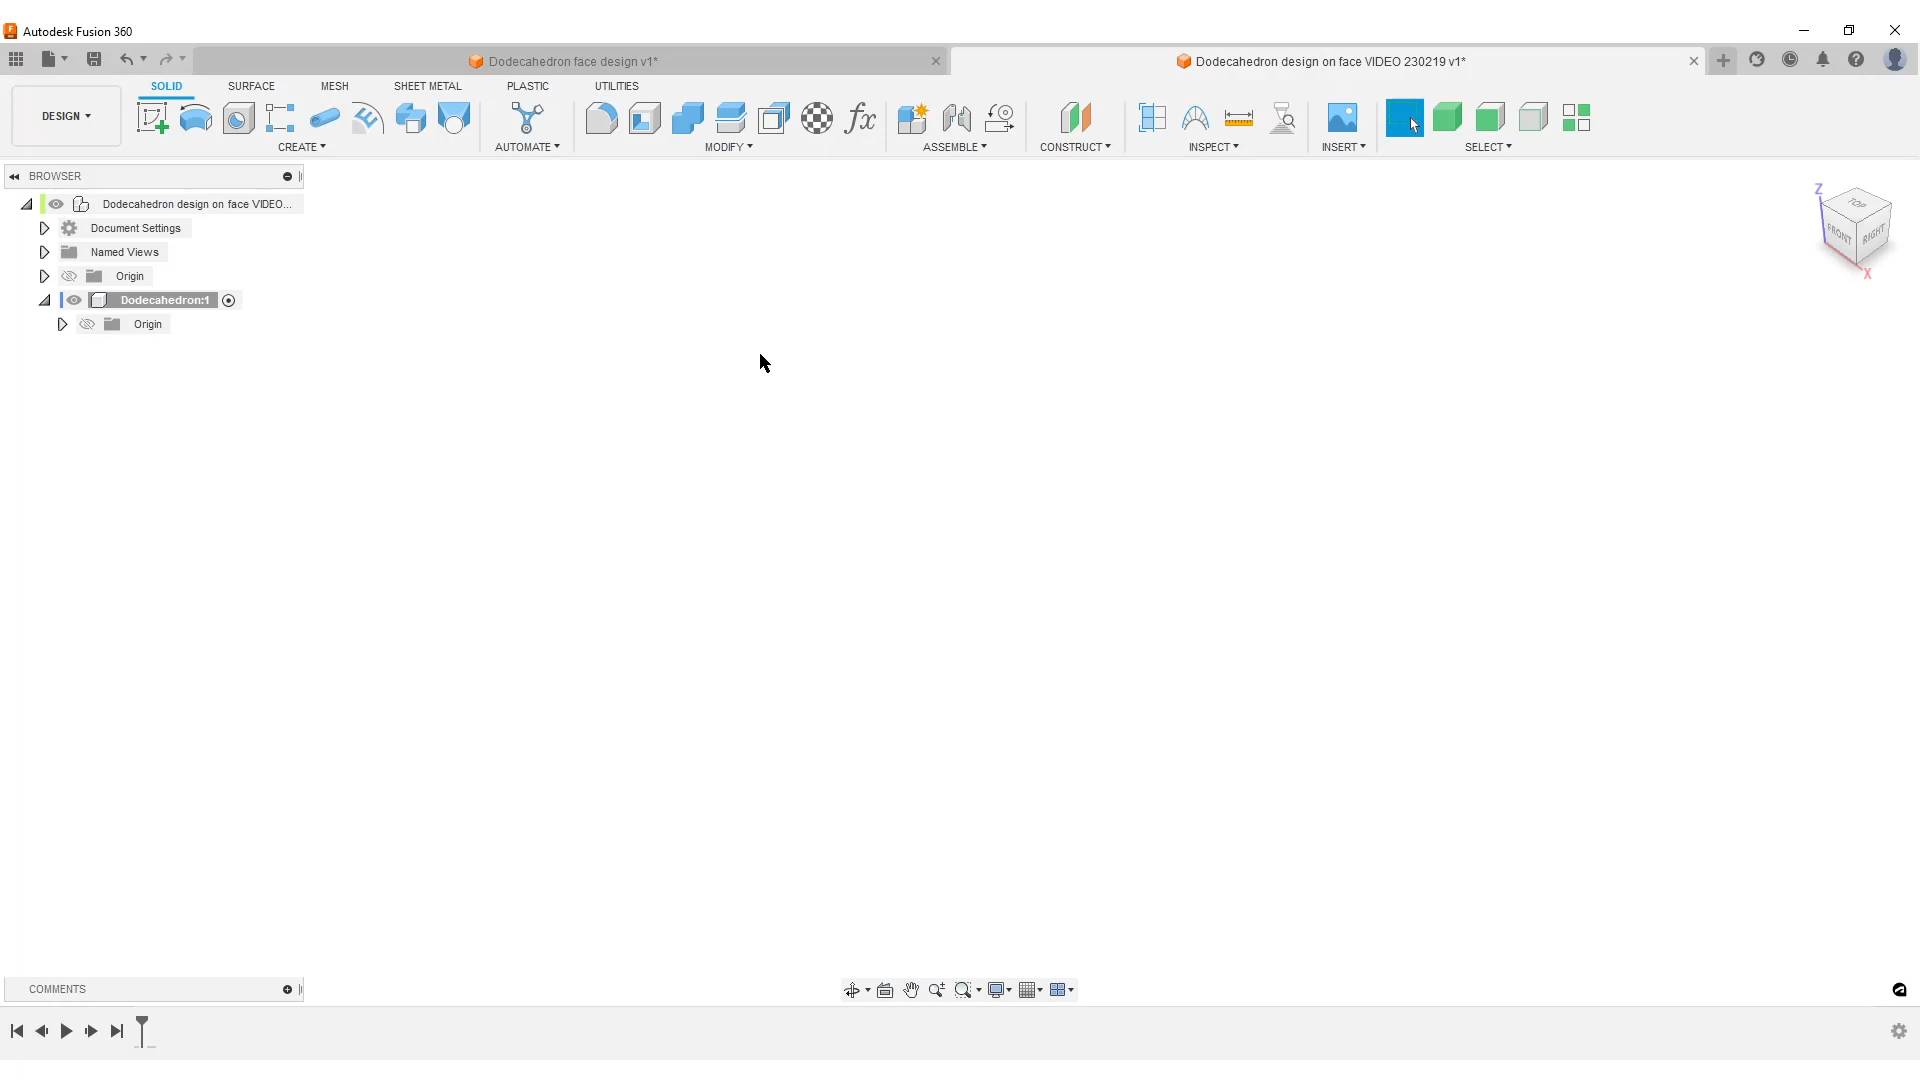 Autodesk Fusion 360
Dodecahedron face design v1*
Dodecahedron design on face VIDEO 230219 v1*
DESIGN
SOLID
SURFACE
MESH
SHEET METAL
PLASTIC
UTILITIES
CREATE
AUTOMATE
MODIFY
ASSEMBLE
CONSTRUCT
INSPECT
INSERT
SELECT
fx
BROWSER
Dodecahedron design on face VIDEO...
Document Settings
Named Views
Origin
Dodecahedron:1
Origin
Z
TOP
FRONT
RIGHT
X
COMMENTS